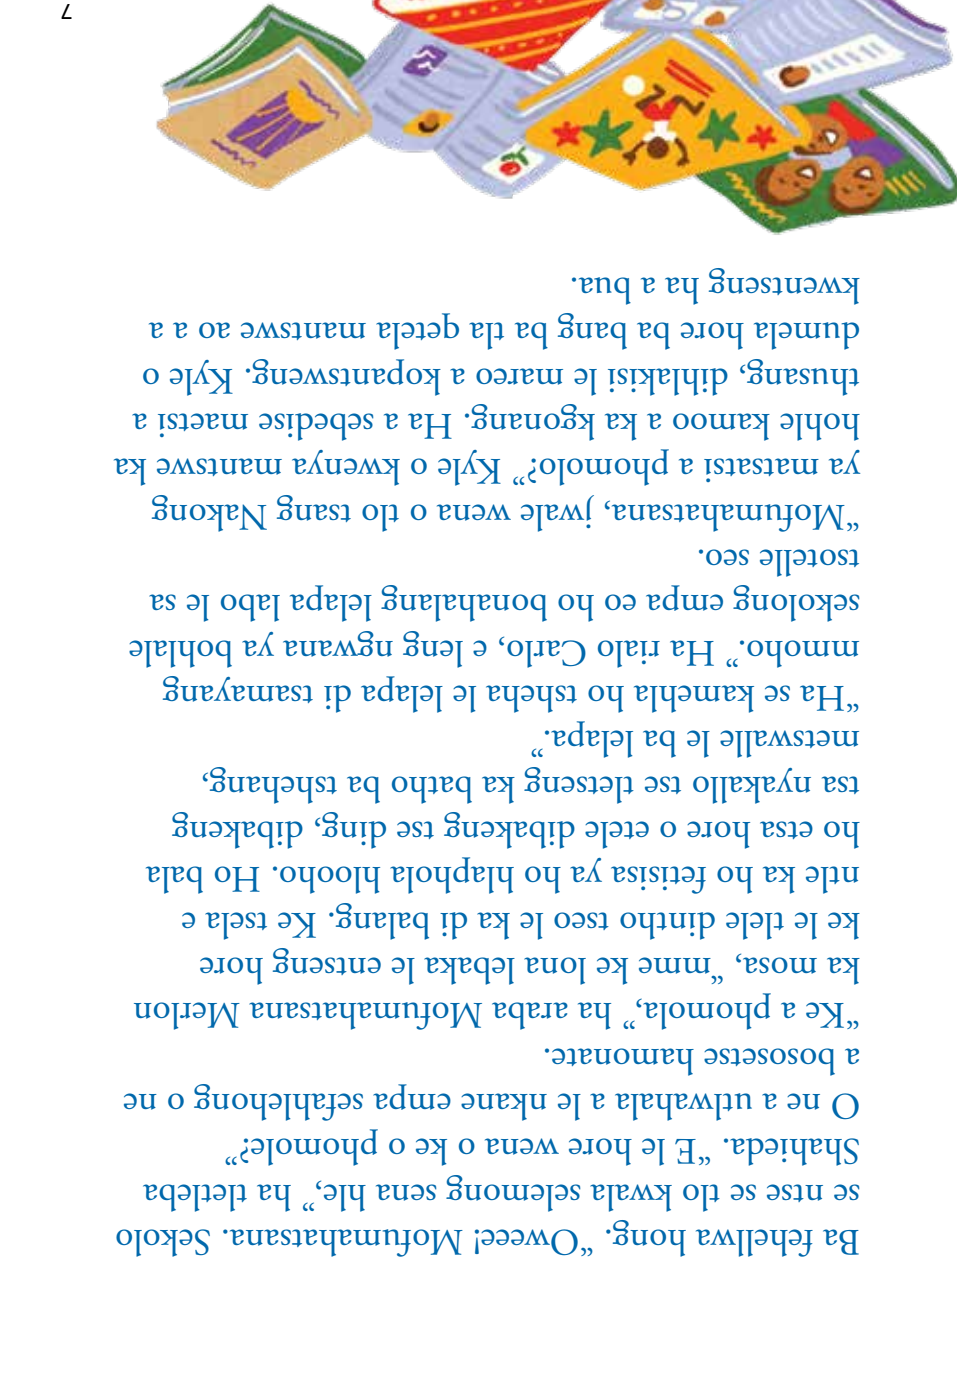 Ba fehellwa hong. “Oweee! Mofumahatsana. Sekolo
se ntse se tlo kwala selemong sena hle,” ha tletleba
Shahieda. “E le hore wena o ke o phomole?”
O ne a utlwahala a le nkane empa sefahlehong o ne
a bososetse hamonate.
“Ke a phomola,” ha araba Mofumahatsana Merlon
ka mosa, “mme ke lona lebaka le entseng hore
ke le tlele dintho tseo le ka di balang. Ke tsela e
ntle ka ho fetisisa ya ho hlaphola hlooho. Ho bala
ho etsa hore o etele dibakeng tse ding, dibakeng
tsa nyakallo tse tletseng ka batho ba tshehang,
metswalle le ba lelapa.”
“Ha se kamehla ho tsheha le lelapa di tsamayang
mmoho.” Ha rialo Carlo, e leng ngwana ya bohlale
sekolong empa eo ho bonahalang lelapa labo le sa
tsotelle seo.
“Mofumahatsana, jwale wena o tlo tsang Nakong
ya matsatsi a phomolo?” Kyle o kwenya mantswe ka
hohle kamoo a ka kgonang. Ha a sebedise maetsi a
thusang, dihlakisi le mareo a kopantsweng. Kyle o
dumela hore ba bang ba tla qetela mantswe ao a a
kwentseng ha a bua.
7